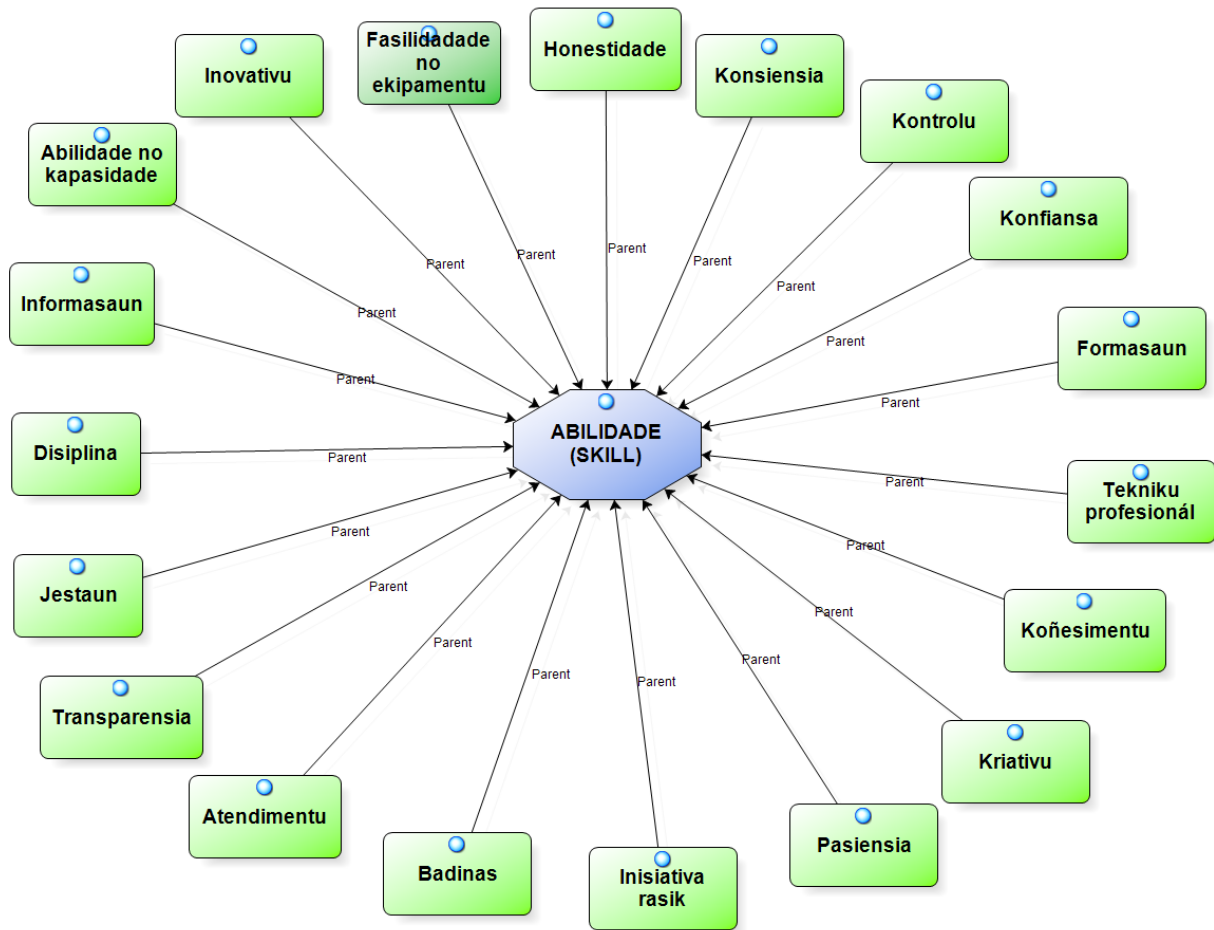 Fasilidadade
no
ekipamentu
Honestidade
Inovativu
Konsiensia
Kontrolu
Abilidade no
kapasidade
Konfiansa
Parent
Parent
Parent
Parent
Parent
Parent
Parent
Informasaun
Formasaun
Parent
Parent
ABILIDADE
(SKILL)
Disiplina
Parent
Parent
Tekniku
profesionál
Parent
Parent
Jestaun
Parent
Koñesimentu
Parent
Parent
Parent
Parent
Parent
Transparensia
Kriativu
Atendimentu
Pasiensia
Badinas
Inisiativa
rasik